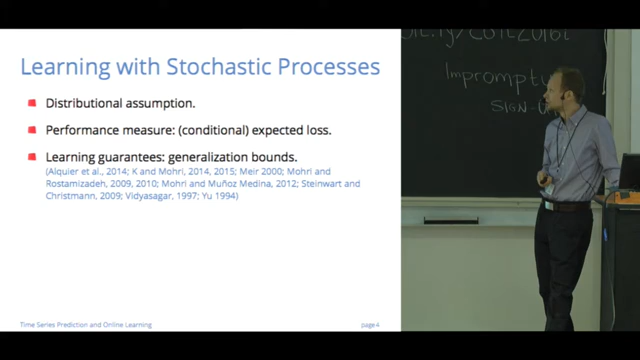 Learning with Stochastic Processes
Distributional assumption.
Performance measure: (conditional) expected loss.
Learning guarantees: generalization bounds.
(Alquier et al., 2014; K and Mohri, 2014, 2015; Meir 2000; Mohri and
Rostamizadeh, 2009, 2010; Mohri and Muñoz Medina, 2012; Steinwart and
Christmann, 2009; Vidyasagar, 1997; Yu 1994)
Time Series Prediction and Online Learning
page 4
Impromptu
SIGN-U